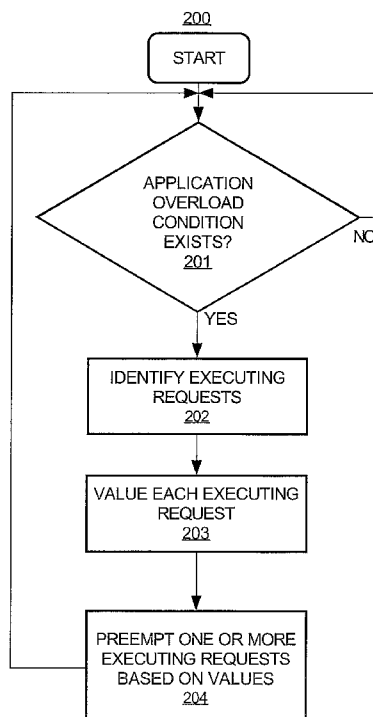 200
START
APPLICATION
OVERLOAD
CONDITION
EXISTS?
201
NO
YES
IDENTIFY EXECUTING
REQUESTS
202
VALUE EACH EXECUTING
REQUEST
203
PREEMPT ONE OR MORE
EXECUTING REQUESTS
BASED ON VALUES
204